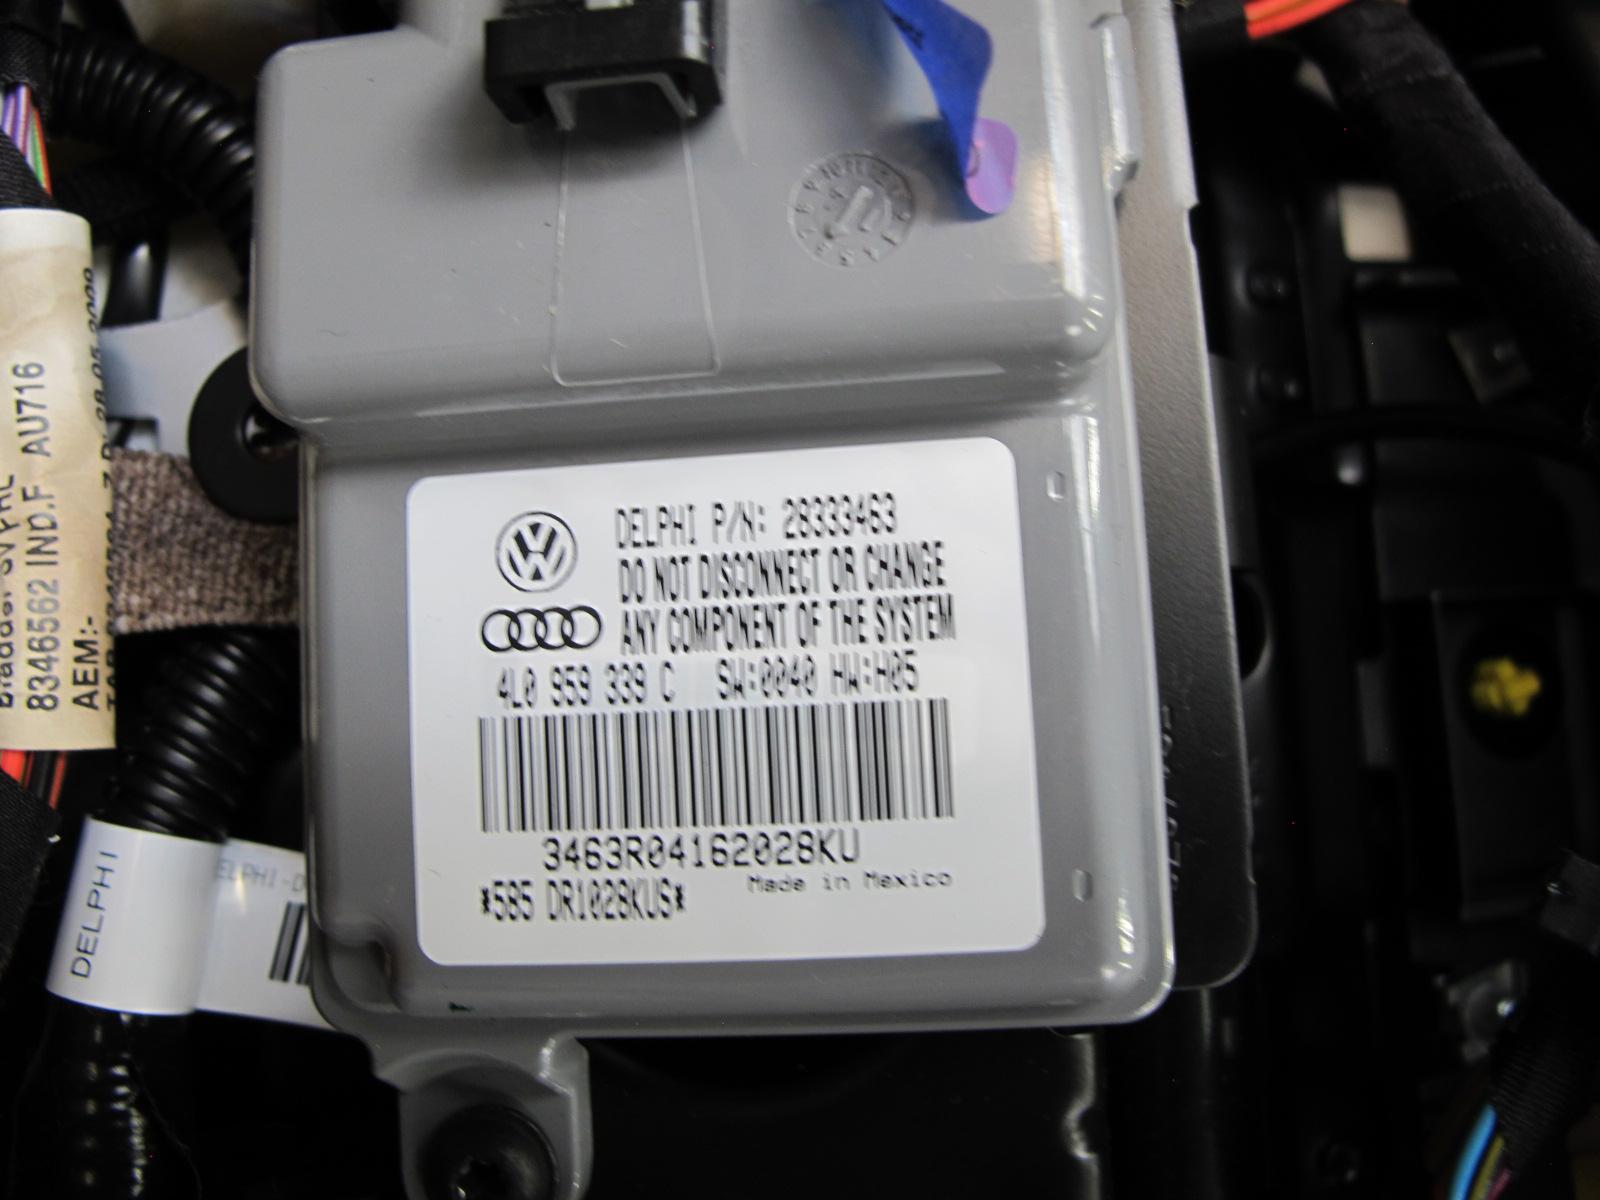 DELPHI P/N: 28333463
DO NOT DISCONNECT OR CHANGE
ANY COMPONENT OF THE SYSTEM
4L0 959 339 C SW:0040 HW:H05
3463R04162028KU
Made in Mexico
*585 DR1028KUS*
8346562 IND.F AU716
AEM:-
DELPHI